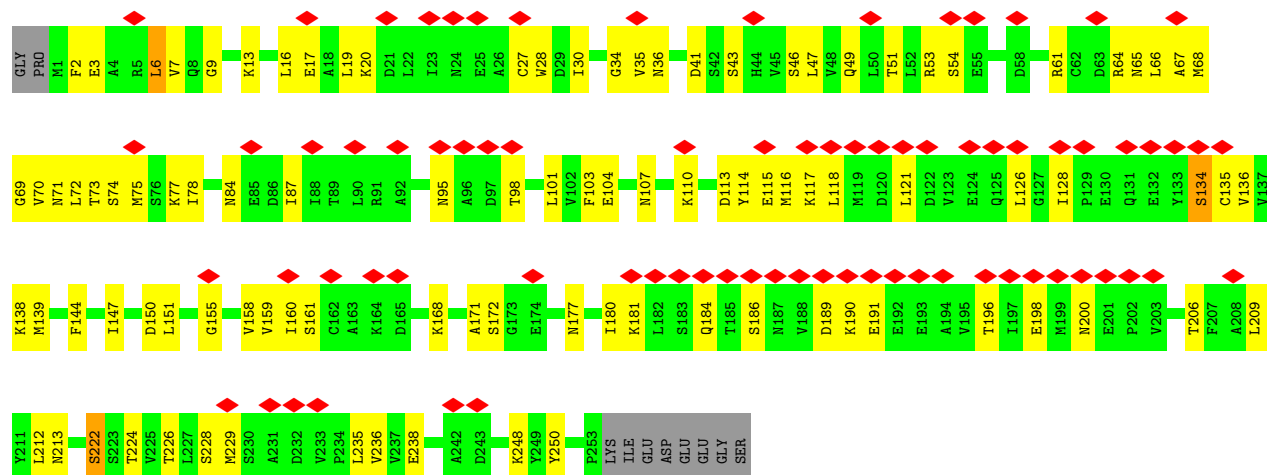 GLY PRO M1 F2 E3 A4 R5 L6 V7 Q8 G9 K13 L16 E17 A18 L19 K20 D21 L22 I23 N24 E25 A26 C27 W28 D29 I30 G34 V35 N36 D41 S42 S43 H44 V45 S46 L47 V48 Q49 L50 T51 L52 R53 S54 E55 D58 R61 C62 D63 R64 N65 L66 A67 M68
G69 V70 N71 L72 T73 S74 M75 S76 K77 I78 N84 E85 D86 I87 I88 T89 L90 R91 A92 N95 A96 D97 T98 L101 V102 F103 E104 N107 K110 D113 Y114 E115 M116 K117 L118 M119 D120 L121 D122 V123 E124 Q125 L126 G127 I128 P129 E130 Q131 E132 Y133 S134 C135 V136 V137
K138 M139 F144 I147 D150 L151 G155 V158 V159 I160 S161 C162 A163 K164 D165 K168 A171 S172 G173 E174 N177 I180 K181 L182 S183 Q184 T185 S186 N187 V188 D189 K190 E191 E192 E193 A194 V195 T196 I197 E198 M199 N200 E201 P202 V203 T206 F207 A208 L209
Y211 L212 N213 S222 S223 T224 V225 T226 L227 S228 M229 S230 A231 D232 V233 P234 L235 V236 V237 E238 A242 D243 K248 Y249 Y250 P253 LYS ILE GLU ASP GLU GLU GLY SER